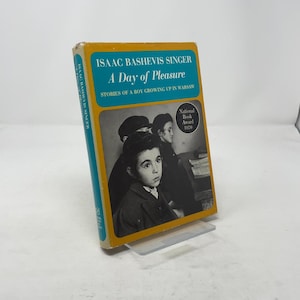 ISAAC BASHEVIS SINGER
A Day of Pleasure
STORIES OF A BOY GROWING UP IN WARSAW
National
Book
Award
ISAAC BASHEVIS SINGER